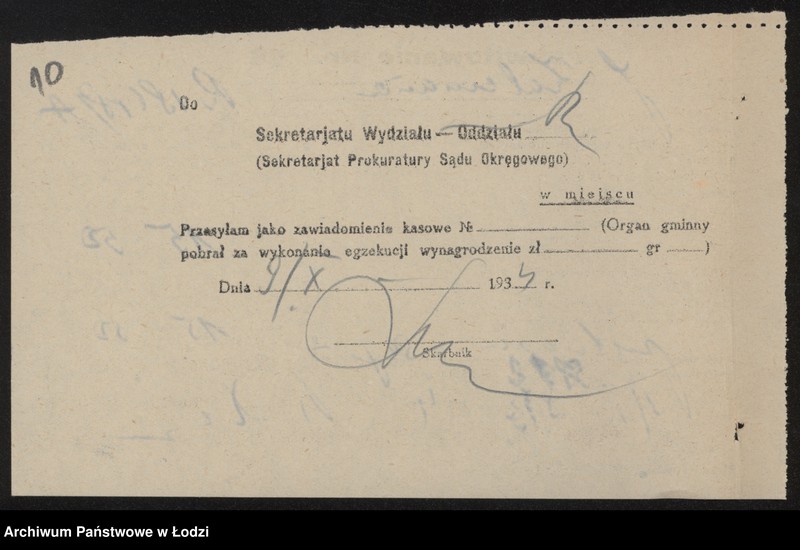 10
Do
Sekretarjatu Wydziału — Oddziału R
(Sekretarjat Prokuratury Sądu Okręgowego)
w miejscu
Przesyłam jako zawiadomienie kasowe № (Organ gminny
pobrał za wykonanie egzekucji wynagrodzenie zł gr )
Dnia 9/X 193 r.
Skarbnik
Archiwum Państwowe w Łodzi